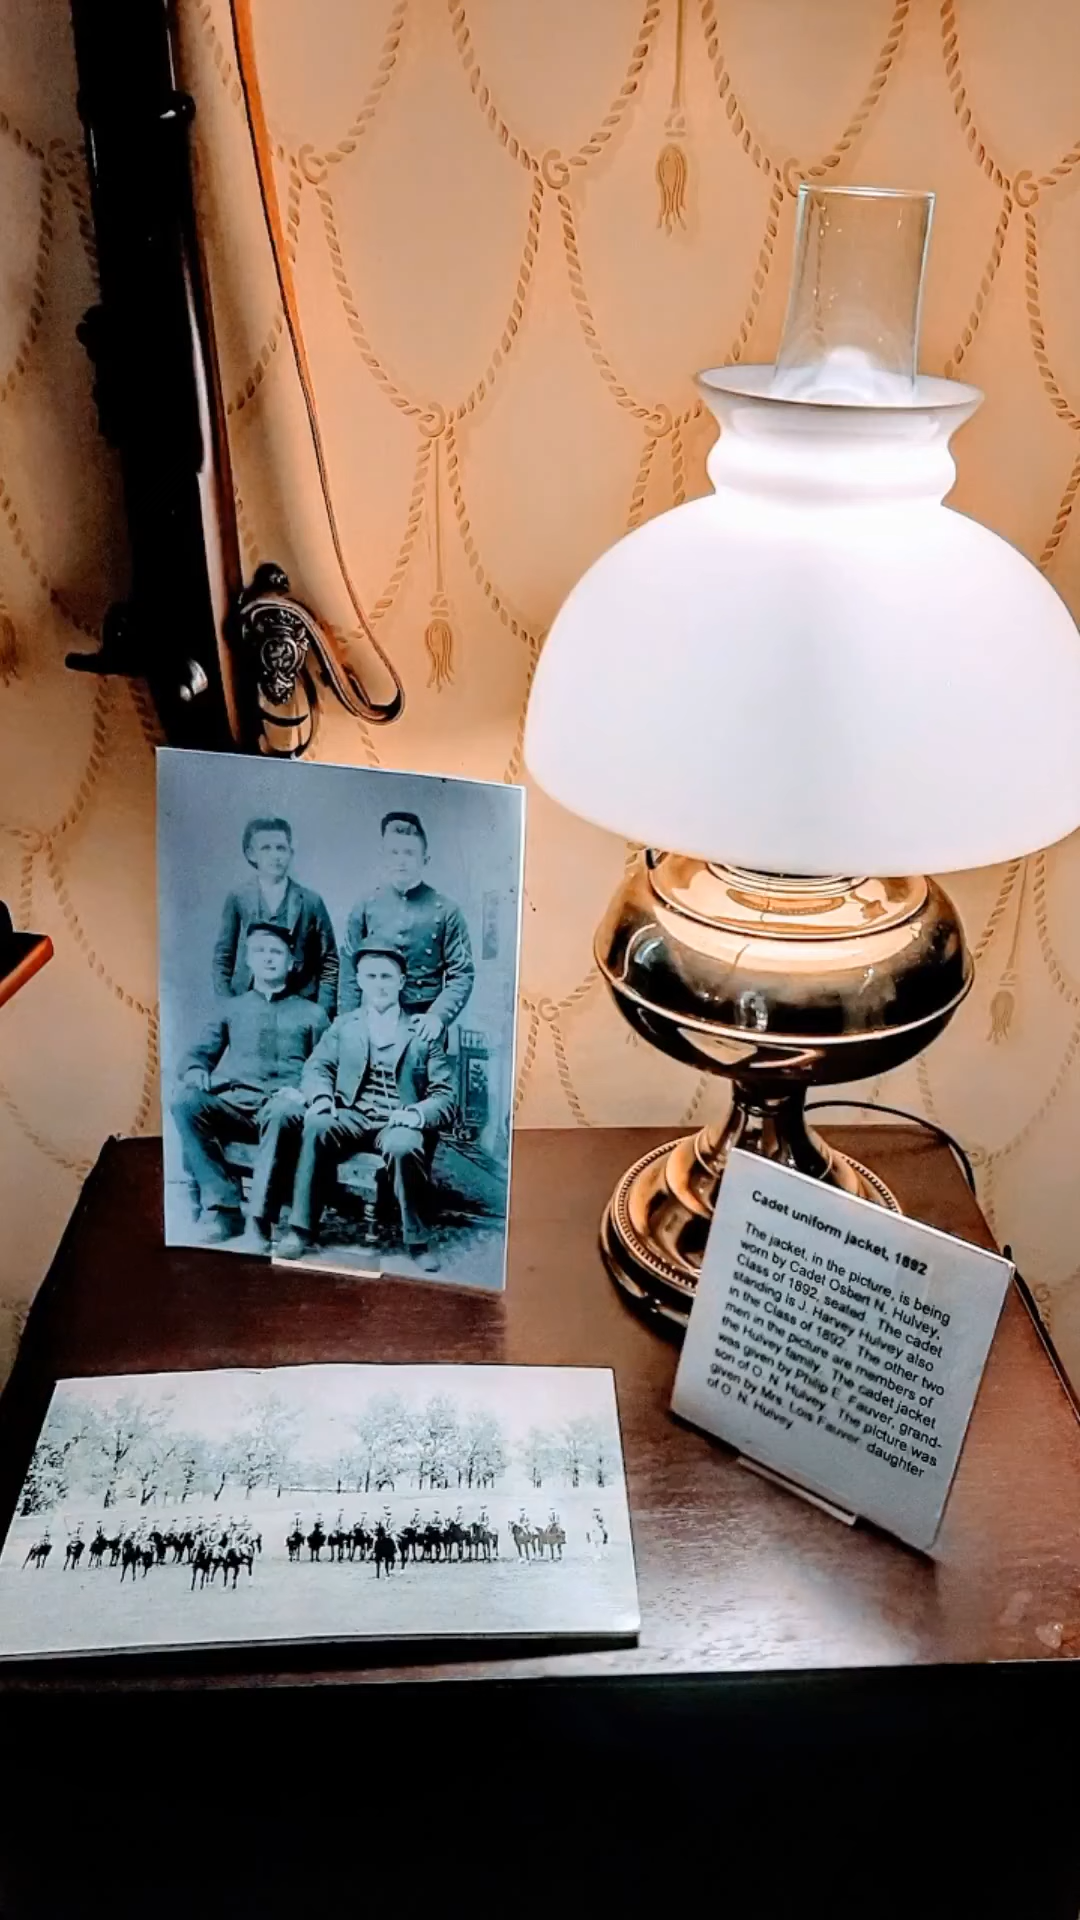 Cadet uniform jacket, 1892
The jacket, in the picture, is being
worn by Cadet Osbert N. Hulvey,
Class of 1892, seated. The cadet
standing is J. Harvey Hulvey also
in the Class of 1892. The other two
men in the picture are members of
the Hulvey family. The cadet jacket
was given by Philip E. Fauver, grand-
son of O. N. Hulvey. The picture was
given by Mrs. Lois Fauver, daughter
of O. N. Hulvey